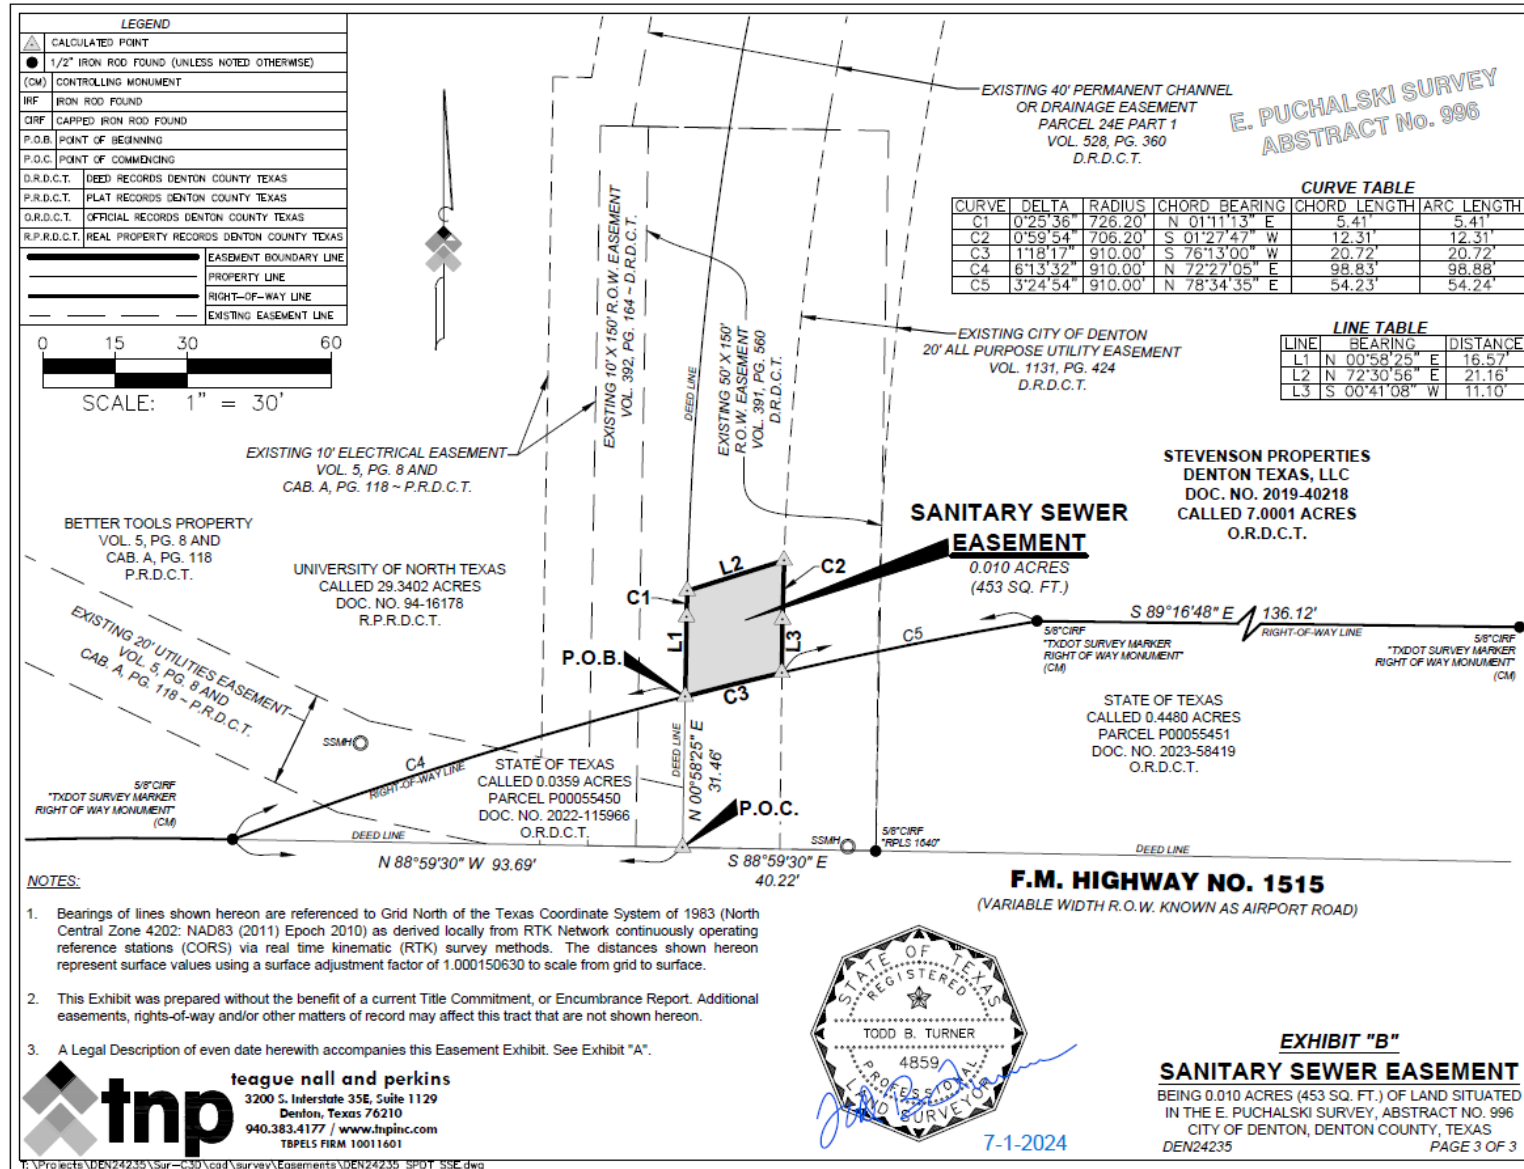 LEGEND
CALCULATED POINT
1/2" IRON ROD FOUND (UNLESS NOTED OTHERWISE)
(CM) CONTROLLING MONUMENT
IRF IRON ROD FOUND
CIRF CAPPED IRON ROD FOUND
P.O.B. POINT OF BEGINNING
P.O.C. POINT OF COMMENCING
D.R.D.C.T. DEED RECORDS DENTON COUNTY TEXAS
P.R.D.C.T. PLAT RECORDS DENTON COUNTY TEXAS
O.R.D.C.T. OFFICIAL RECORDS DENTON COUNTY TEXAS
R.P.R.D.C.T. REAL PROPERTY RECORDS DENTON COUNTY TEXAS
EASEMENT BOUNDARY LINE
PROPERTY LINE
RIGHT-OF-WAY LINE
EXISTING EASEMENT LINE
0 15 30 60
SCALE: 1" = 30'
EXISTING 40' PERMANENT CHANNEL
OR DRAINAGE EASEMENT
PARCEL 24E PART 1
VOL. 528, PG. 360
D.R.D.C.T.
E. PUCHALSKI SURVEY
ABSTRACT No. 996
CURVE TABLE
CURVE DELTA RADIUS CHORD BEARING CHORD LENGTH ARC LENGTH
C1 0°25'36" 726.20' N 01°11'13" E 5.41' 5.41'
C2 0°59'54" 706.20' S 01°27'47" W 12.31' 12.31'
C3 1°18'17" 910.00' S 76°13'00" W 20.72' 20.72'
C4 6°13'32" 910.00' N 72°27'05" E 98.83' 98.88'
C5 3°24'54" 910.00' N 78°34'35" E 54.23' 54.24'
LINE TABLE
LINE BEARING DISTANCE
L1 N 00°58'25" E 16.57'
L2 N 72°30'56" E 21.16'
L3 S 00°41'08" W 11.10'
EXISTING CITY OF DENTON
20' ALL PURPOSE UTILITY EASEMENT
VOL. 1131, PG. 424
D.R.D.C.T.
EXISTING 10' X 150' R.O.W. EASEMENT
VOL. 392, PG. 164 ~ D.R.D.C.T.
DEED LINE
EXISTING 50' X 150'
R.O.W. EASEMENT
VOL. 391, PG. 560
D.R.D.C.T.
EXISTING 10' ELECTRICAL EASEMENT
VOL. 5, PG. 8 AND
CAB. A, PG. 118 ~ P.R.D.C.T.
STEVENSON PROPERTIES
DENTON TEXAS, LLC
DOC. NO. 2019-40218
CALLED 7.0001 ACRES
O.R.D.C.T.
BETTER TOOLS PROPERTY
VOL. 5, PG. 8 AND
CAB. A, PG. 118
P.R.D.C.T.
UNIVERSITY OF NORTH TEXAS
CALLED 29.3402 ACRES
DOC. NO. 94-16178
R.P.R.D.C.T.
SANITARY SEWER
EASEMENT
0.010 ACRES
(453 SQ. FT.)
L2
C2
C1
L1
L3
C5
C3
P.O.B.
S 89°16'48" E 136.12'
RIGHT-OF-WAY LINE
5/8"CIRF
"TXDOT SURVEY MARKER
RIGHT OF WAY MONUMENT"
(CM)
5/8"CIRF
"TXDOT SURVEY MARKER
RIGHT OF WAY MONUMENT"
(CM)
EXISTING 20' UTILITIES EASEMENT
VOL. 5, PG. 8 AND
CAB. A, PG. 118 ~ P.R.D.C.T.
SSMH
C4
RIGHT-OF-WAY LINE
STATE OF TEXAS
CALLED 0.4480 ACRES
PARCEL P00055451
DOC. NO. 2023-58419
O.R.D.C.T.
STATE OF TEXAS
CALLED 0.0359 ACRES
PARCEL P00055450
DOC. NO. 2022-115966
O.R.D.C.T.
DEED LINE
N 00°58'25" E
31.46'
P.O.C.
5/8"CIRF
"TXDOT SURVEY MARKER
RIGHT OF WAY MONUMENT"
(CM)
DEED LINE
SSMH
5/8"CIRF
"RPLS 1640"
DEED LINE
N 88°59'30" W 93.69'
S 88°59'30" E
40.22'
F.M. HIGHWAY NO. 1515
(VARIABLE WIDTH R.O.W. KNOWN AS AIRPORT ROAD)
NOTES:
1. Bearings of lines shown hereon are referenced to Grid North of the Texas Coordinate System of 1983 (North
Central Zone 4202: NAD83 (2011) Epoch 2010) as derived locally from RTK Network continuously operating
reference stations (CORS) via real time kinematic (RTK) survey methods. The distances shown hereon
represent surface values using a surface adjustment factor of 1.000150630 to scale from grid to surface.
2. This Exhibit was prepared without the benefit of a current Title Commitment, or Encumbrance Report. Additional
easements, rights-of-way and/or other matters of record may affect this tract that are not shown hereon.
3. A Legal Description of even date herewith accompanies this Easement Exhibit. See Exhibit "A".
tnp
teague nall and perkins
3200 S. Interstate 35E, Suite 1129
Denton, Texas 76210
940.383.4177 / www.tnpinc.com
TBPELS FIRM 10011601
STATE OF TEXAS
REGISTERED
TODD B. TURNER
4859
PROFESSIONAL
LAND SURVEYOR
7-1-2024
EXHIBIT "B"
SANITARY SEWER EASEMENT
BEING 0.010 ACRES (453 SQ. FT.) OF LAND SITUATED
IN THE E. PUCHALSKI SURVEY, ABSTRACT NO. 996
CITY OF DENTON, DENTON COUNTY, TEXAS
DEN24235 PAGE 3 OF 3
T:\Projects\DEN24235\Sur-C3D\cad\survey\Easements\DEN24235 SPDT SSE.dwg